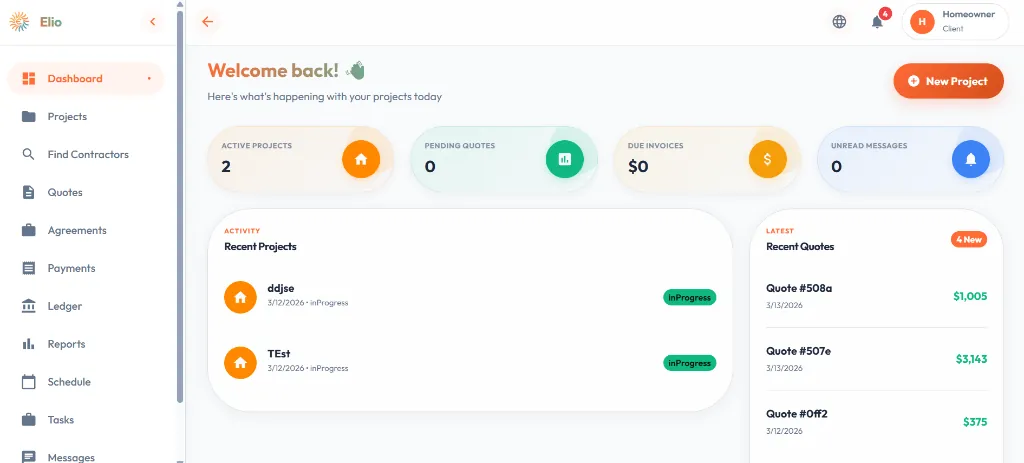 Elio
4
H
Homeowner
Client
Dashboard
Projects
Find Contractors
Quotes
Agreements
Payments
Ledger
Reports
Schedule
Tasks
Messages
Welcome back!
Here's what's happening with your projects today
New Project
ACTIVE PROJECTS
2
PENDING QUOTES
0
DUE INVOICES
$0
$
UNREAD MESSAGES
0
ACTIVITY
Recent Projects
ddjse
3/12/2026 • inProgress
inProgress
TEst
3/12/2026 • inProgress
inProgress
LATEST
Recent Quotes
4 New
Quote #508a
3/13/2026
$1,005
Quote #507e
3/13/2026
$3,143
Quote #0ff2
3/12/2026
$375